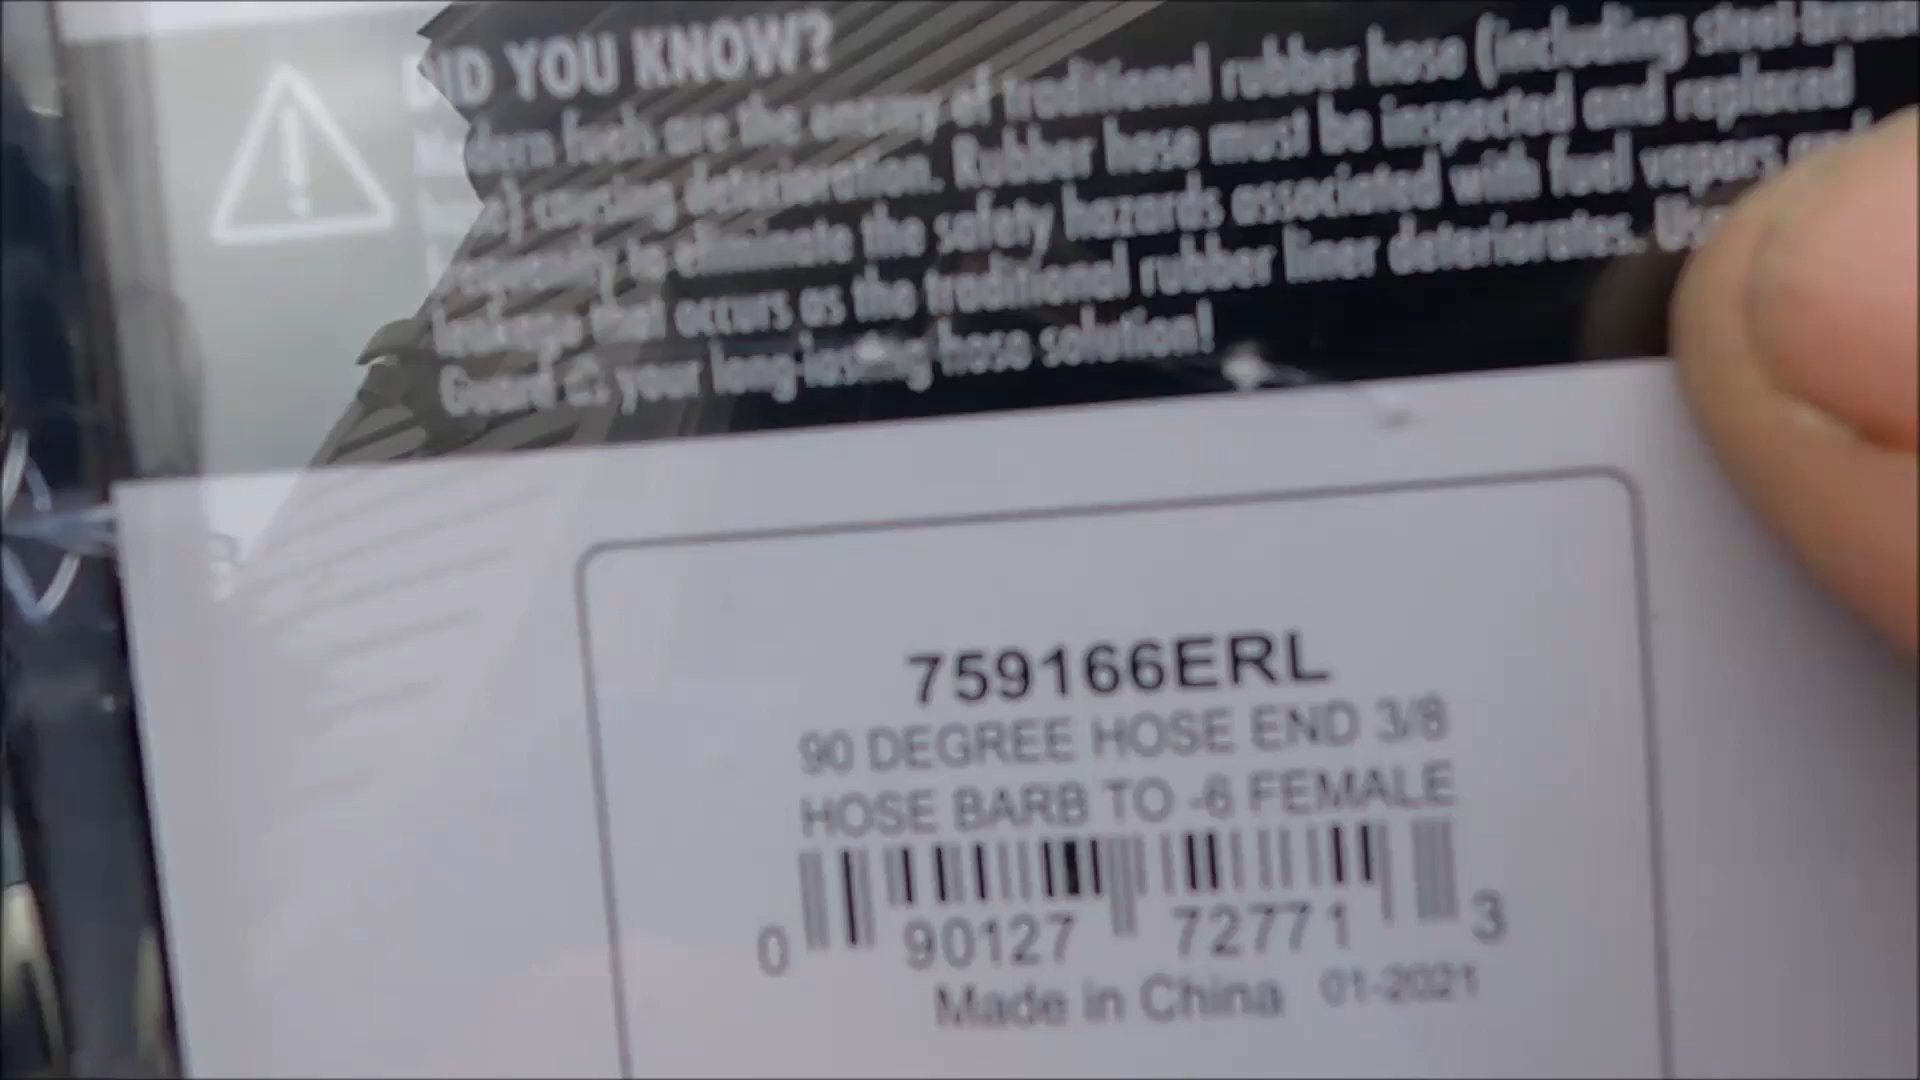 DID YOU KNOW?
Modern fuels are the enemy of traditional rubber hose (including steel-braid
hose) causing deterioration. Rubber hose must be inspected and replaced
frequently to eliminate the safety hazards associated with fuel vapors and
leakage that occurs as the traditional rubber liner deteriorates. Use
Guard as your long-lasting hose solution!
759166ERL
90 DEGREE HOSE END 3/8
HOSE BARB TO -6 FEMALE
0 90127 72771 3
Made in China 01-2021